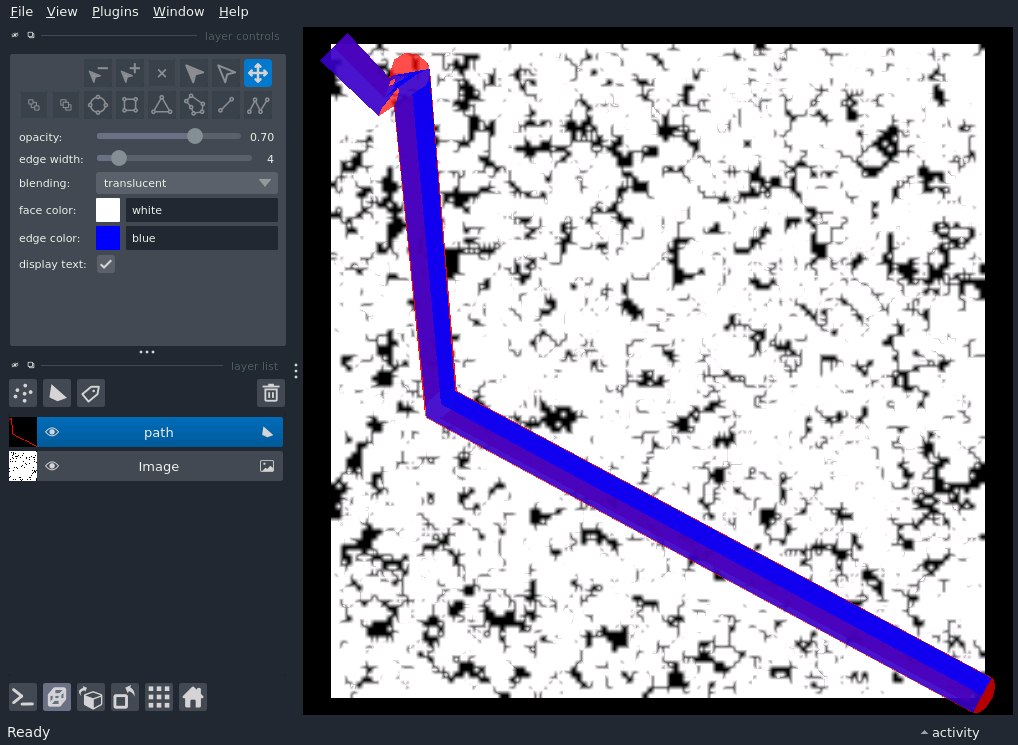 File View Plugins Window Help
layer controls
opacity: 0.70
edge width: 4
blending: translucent
face color: white
edge color: blue
display text:
layer list
path
Image
Ready
activity